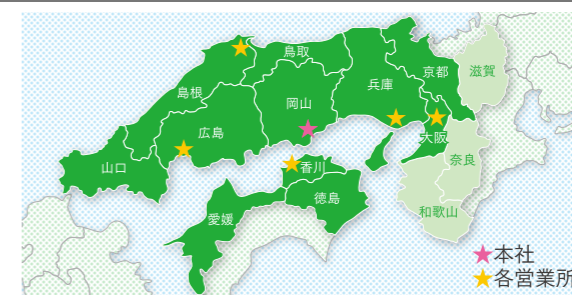 鳥取
京都
滋賀
兵庫
島根
岡山
広島
大阪
奈良
山口
香川
徳島
愛媛
和歌山
★本社
★各営業所